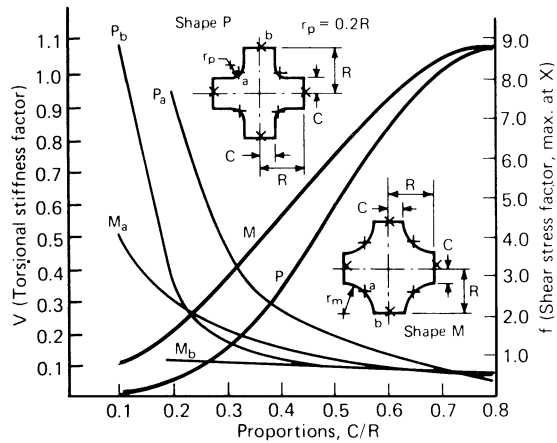 Shape P
r_p = 0.2R
b
r_p
a
R
C
C
R
P_b
P_a
M_a
M_b
M
P
R
C
C
R
r_m
a
b
Shape M
V (Torsional stiffness factor)
1.1
1.0
0.9
0.8
0.7
0.6
0.5
0.4
0.3
0.2
0.1
f (Shear stress factor, max. at X)
9.0
8.0
7.0
6.0
5.0
4.0
3.0
2.0
1.0
0.1 0.2 0.3 0.4 0.5 0.6 0.7 0.8
Proportions, C/R